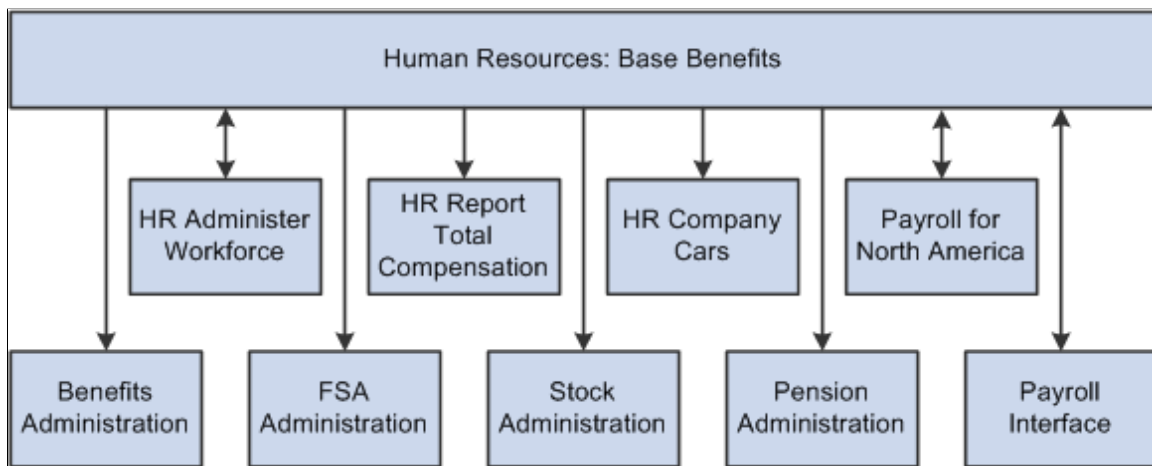 Human Resources: Base Benefits
HR Administer
Workforce
HR Report
Total
Compensation
HR Company
Cars
Payroll for
North America
Benefits
Administration
FSA
Administration
Stock
Administration
Pension
Administration
Payroll
Interface